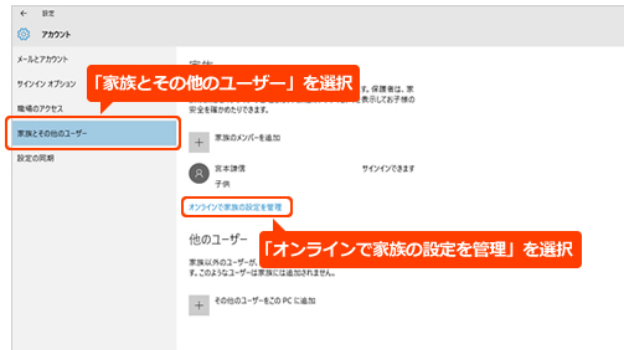 ← 設定
アカウント
メールとアカウント
サインイン オプション
「家族とその他のユーザー」を選択
す。保護者は、家
を表示してお子様の
安全を確かめたりできます。
職場のアクセス
家族とその他のユーザー
設定の同期
+ 家族のメンバーを追加
宮本謙信
サインインできます
子供
オンラインで家族の設定を管理
「オンラインで家族の設定を管理」を選択
他のユーザー
家族以外のユーザーが、
す。このようなユーザーは家族には追加されません。
+ その他のユーザーをこの PC に追加